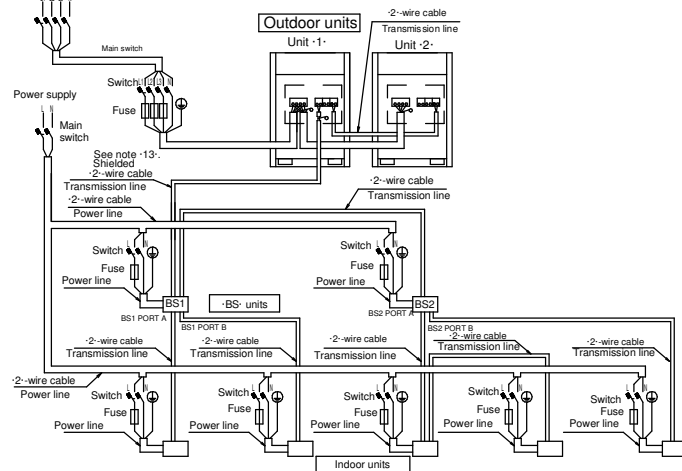 Outdoor units
·2·-wire cable
Transmission line
Unit ·1·
Unit ·2·
Main switch
Switch
L1 L2 L3 N
Fuse
Power supply
L N
Main
switch
See note ·13·.
Shielded
·2·-wire cable
Transmission line
·2·-wire cable
Power line
·2·-wire cable
Transmission line
L N
Switch
Fuse
Power line
L N
Switch
Fuse
Power line
BS1
·BS· units
BS2
BS1 PORT A
BS1 PORT B
BS2 PORT A
BS2 PORT B
·2·-wire cable
Transmission line
·2·-wire cable
Transmission line
·2·-wire cable
Transmission line
·2·-wire cable
Transmission line
·2·-wire cable
Transmission line
·2·-wire cable
Power line
L N
Switch
Fuse
Power line
L N
Switch
Fuse
Power line
L N
Switch
Fuse
Power line
L N
Switch
Fuse
Power line
L N
Switch
Fuse
Power line
Indoor units